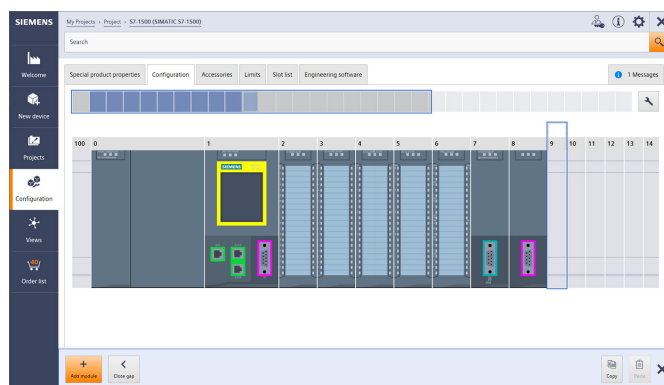 SIEMENS
My Projects › Project › S7-1500 (SIMATIC S7-1500)
Search
Special product properties Configuration Accessories Limits Slot list Engineering software
1 Messages
Welcome
New device
Projects
Configuration
Views
Order list
100 0 1 2 3 4 5 6 7 8 9 10 11 12 13 14
SIEMENS
Add module Close gap Copy Paste